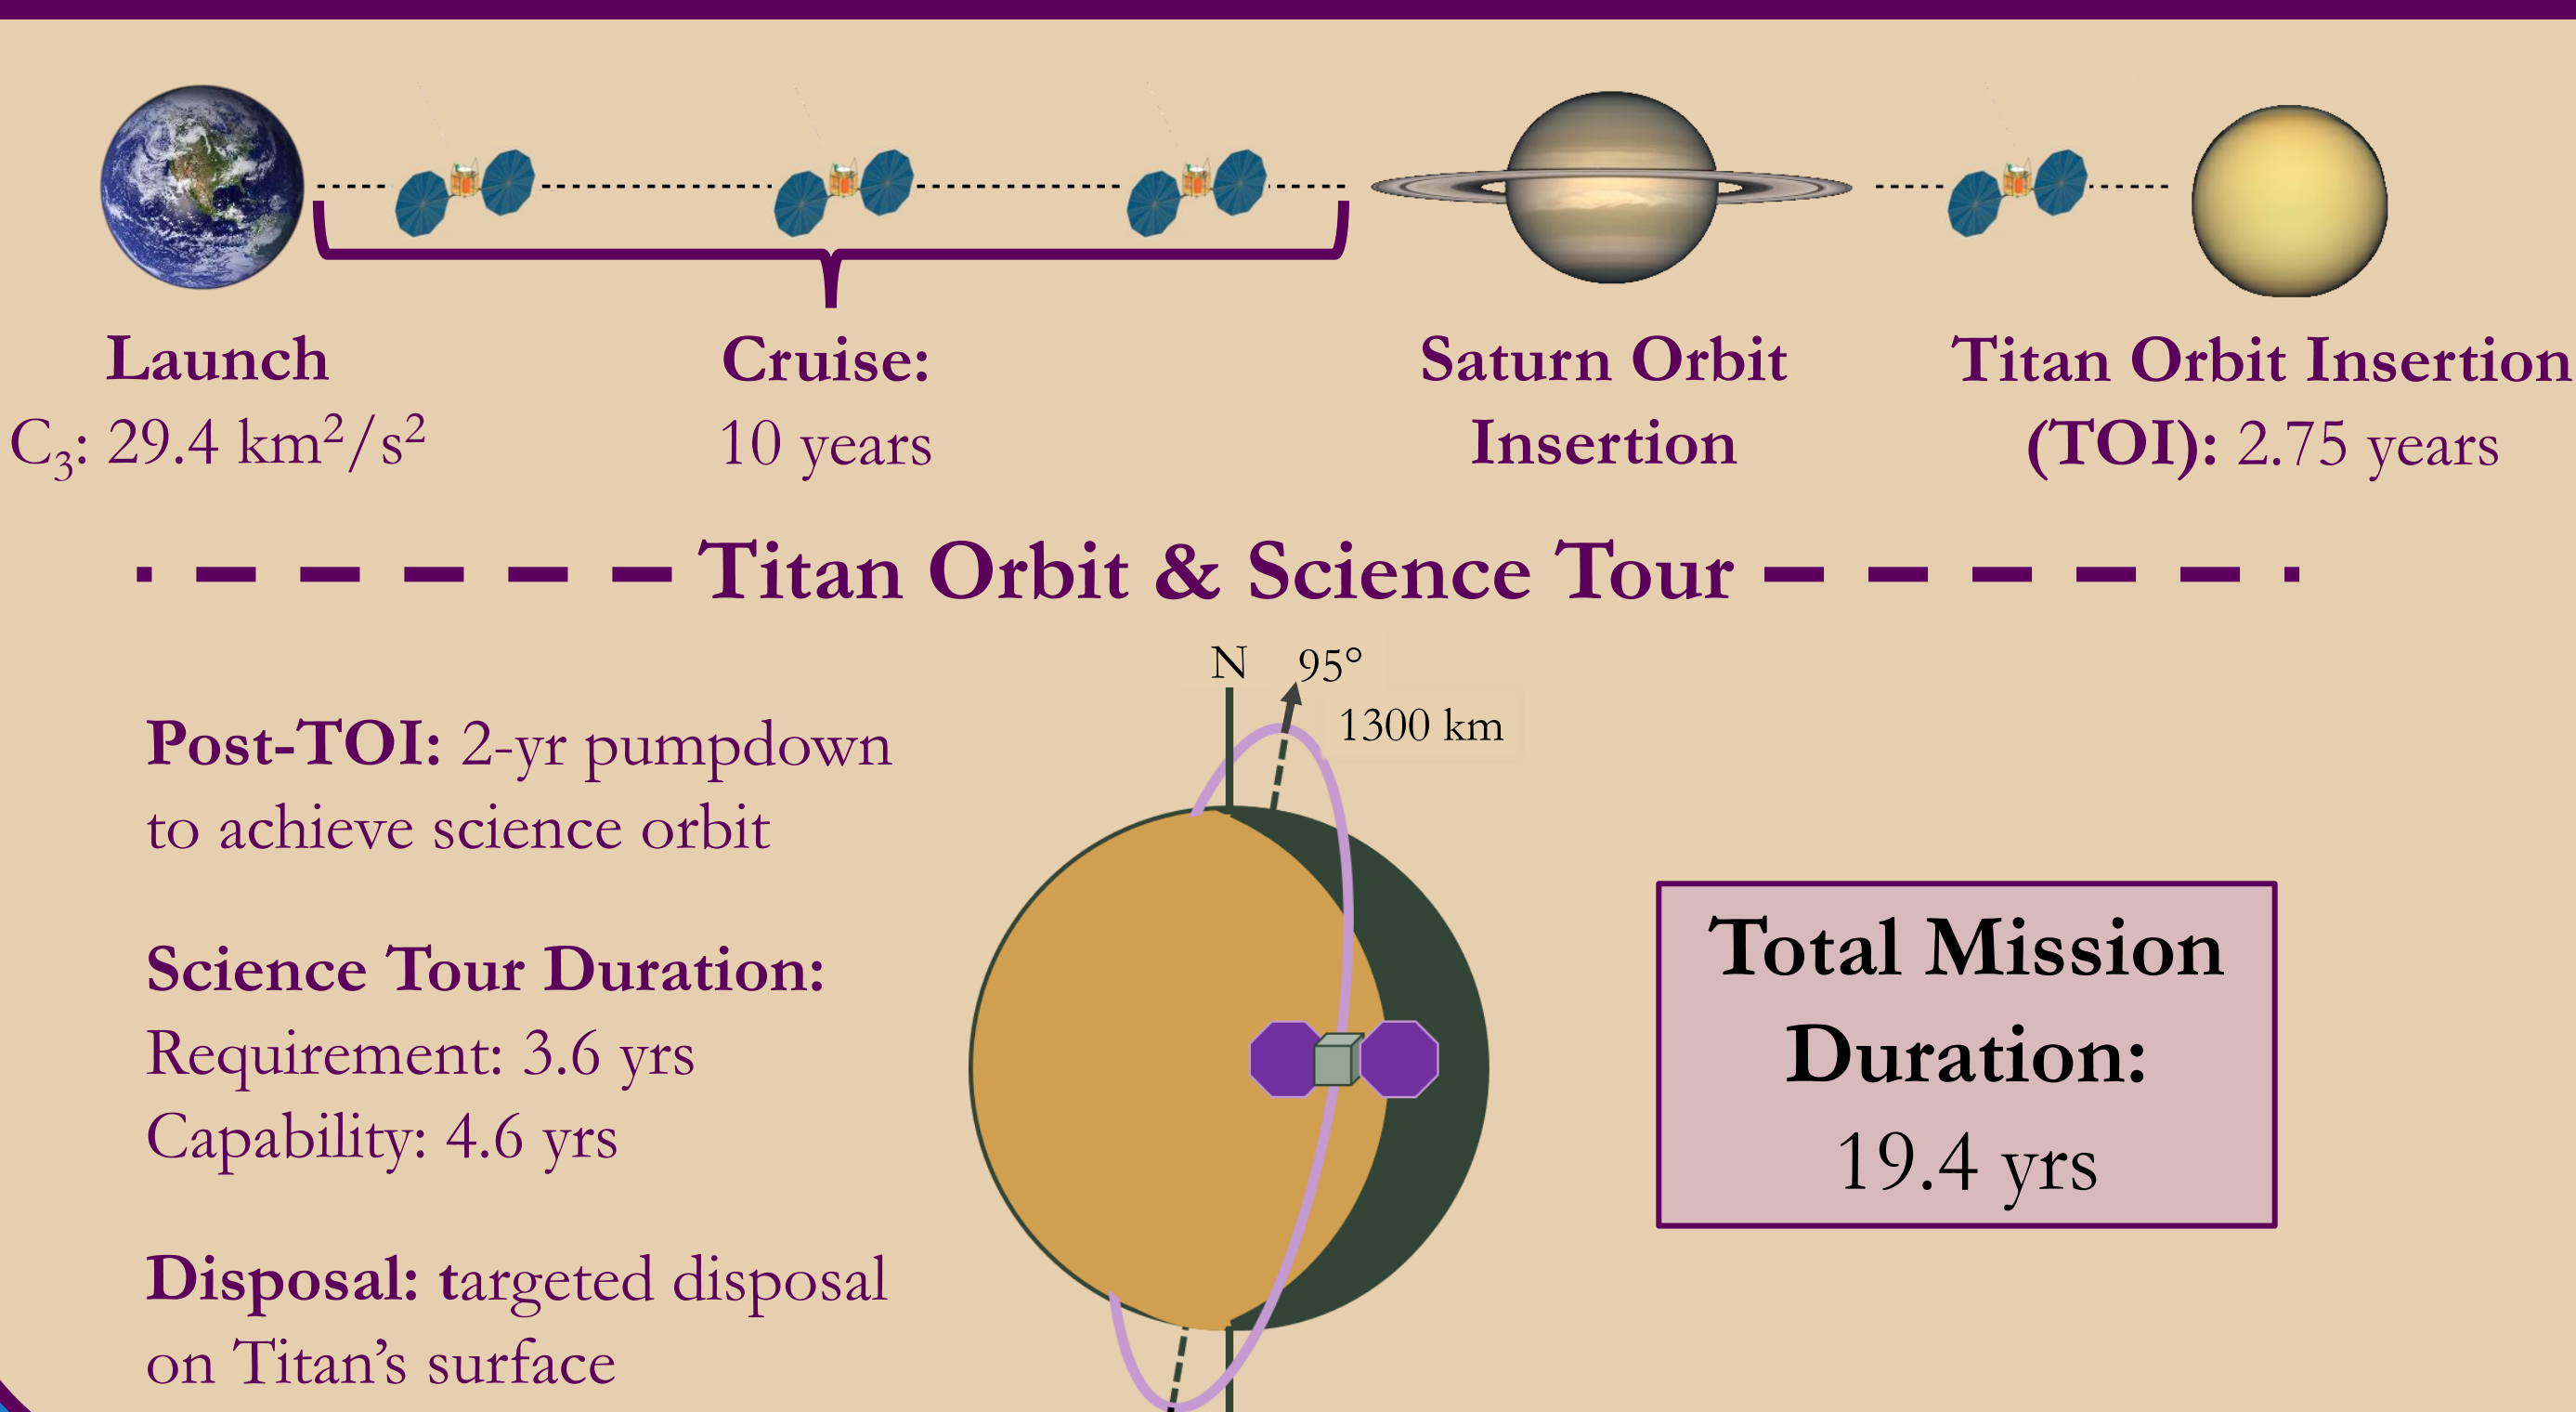 Launch
C₃: 29.4 km²/s²
Cruise:
10 years
Saturn Orbit
Insertion
Titan Orbit Insertion
(TOI): 2.75 years
Titan Orbit & Science Tour
N
95°
1300 km
Post-TOI: 2-yr pumpdown
to achieve science orbit
Science Tour Duration:
Requirement: 3.6 yrs
Capability: 4.6 yrs
Disposal: targeted disposal
on Titan’s surface
Total Mission
Duration:
19.4 yrs